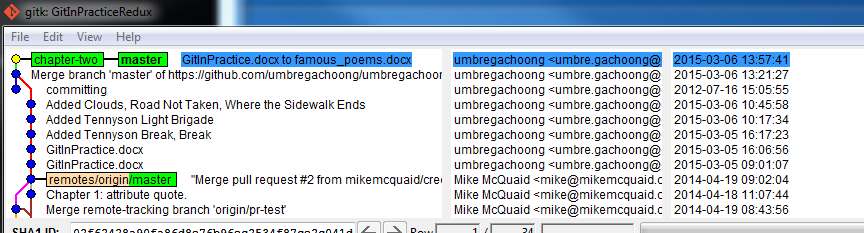 gitk: GitInPracticeRedux
File Edit View Help
chapter-two master GitInPractice.docx to famous_poems.docx umbregachoong <umbre.gachoong@ 2015-03-06 13:57:41
Merge branch 'master' of https://github.com/umbregachoong/umbregachoon umbregachoong <umbre.gachoong@ 2015-03-06 13:21:27
committing umbregachoong <umbre.gachoong@ 2012-07-16 15:05:55
Added Clouds, Road Not Taken, Where the Sidewalk Ends umbregachoong <umbre.gachoong@ 2015-03-06 10:45:58
Added Tennyson Light Brigade umbregachoong <umbre.gachoong@ 2015-03-06 10:17:34
Added Tennyson Break, Break umbregachoong <umbre.gachoong@ 2015-03-05 16:17:23
GitInPractice.docx umbregachoong <umbre.gachoong@ 2015-03-05 16:06:56
GitInPractice.docx umbregachoong <umbre.gachoong@ 2015-03-05 09:01:07
remotes/origin/master "Merge pull request #2 from mikemcquaid/cre Mike McQuaid <mike@mikemcquaid.c 2014-04-19 09:02:04
Chapter 1: attribute quote. Mike McQuaid <mike@mikemcquaid.c 2014-04-18 11:07:44
Merge remote-tracking branch 'origin/pr-test' Mike McQuaid <mike@mikemcquaid.c 2014-04-19 08:43:56
SHA1 ID: Row 1 / 34